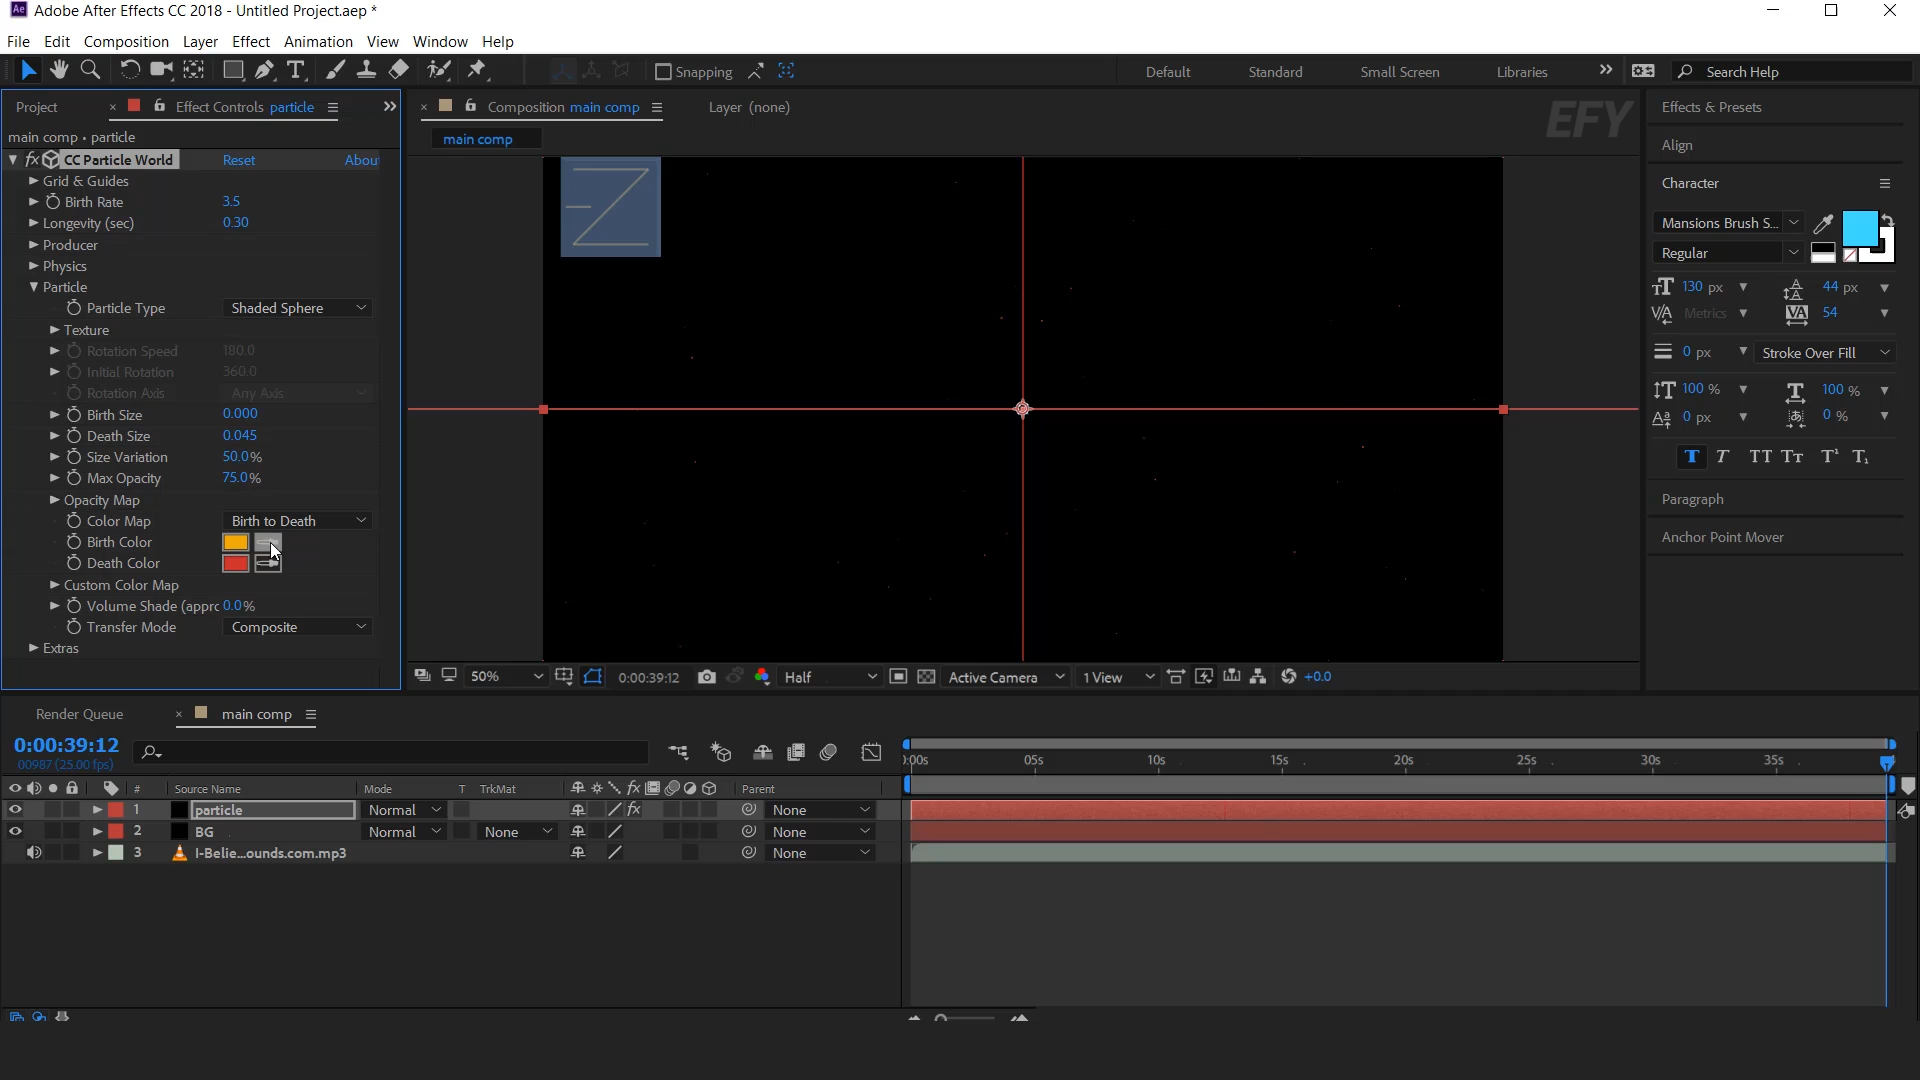 Adobe After Effects CC 2018 - Untitled Project.aep *
File Edit Composition Layer Effect Animation View Window Help
Snapping Default Standard Small Screen Libraries Search Help
Project Effect Controls particle Composition main comp Layer (none) EFY Effects & Presets
main comp • particle
main comp
Align
fx CC Particle World Reset Abou
Grid & Guides
Character
Birth Rate 3.5
Longevity (sec) 0.30
Mansions Brush S...
Producer
Regular
Physics
Particle
130 px 44 px
Particle Type Shaded Sphere
Metrics 54
Texture
Rotation Speed 180.0
0 px Stroke Over Fill
Initial Rotation 360.0
Rotation Axis Any Axis
100 % 100 %
Birth Size 0.000
0 px 0 %
Death Size 0.045
Size Variation 50.0%
T T TT Tт T¹ T₁
Max Opacity 75.0%
Opacity Map
Paragraph
Color Map Birth to Death
Birth Color
Anchor Point Mover
Death Color
Custom Color Map
Volume Shade (appro 0.0%
Transfer Mode Composite
Extras
50% 0:00:39:12 Half Active Camera 1 View +0.0
Render Queue main comp
0:00:39:12
00987 (25.00 fps)
):00s 05s 10s 15s 20s 25s 30s 35s
# Source Name Mode T TrkMat fx Parent
1 particle Normal fx None
2 BG Normal None None
3 I-Belie...ounds.com.mp3 None